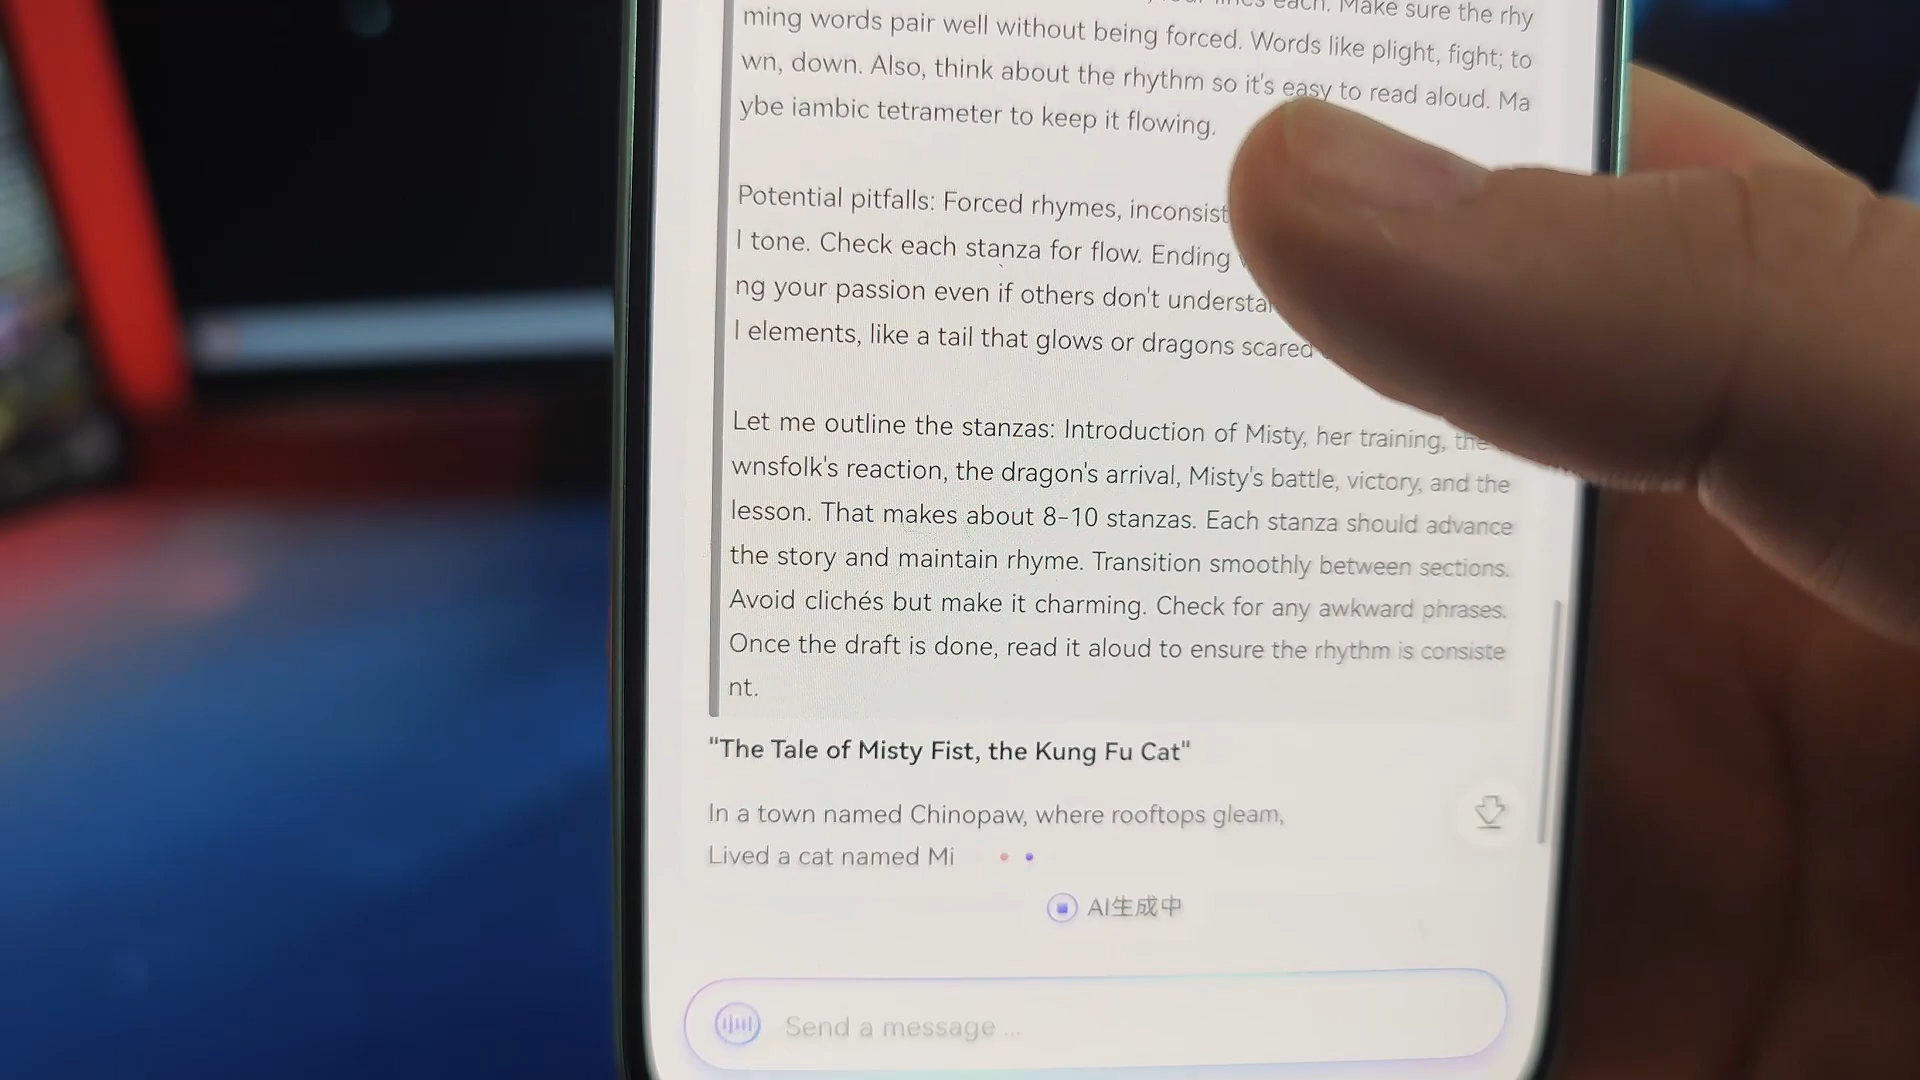 lines each. Make sure the rhy
ming words pair well without being forced. Words like plight, fight; to
wn, down. Also, think about the rhythm so it's easy to read aloud. Ma
ybe iambic tetrameter to keep it flowing.
Potential pitfalls: Forced rhymes, inconsist
l tone. Check each stanza for flow. Ending
ng your passion even if others don't understa
l elements, like a tail that glows or dragons scared
Let me outline the stanzas: Introduction of Misty, her training, the
wnsfolk's reaction, the dragon's arrival, Misty's battle, victory, and the
lesson. That makes about 8-10 stanzas. Each stanza should advance
the story and maintain rhyme. Transition smoothly between sections.
Avoid clichés but make it charming. Check for any awkward phrases.
Once the draft is done, read it aloud to ensure the rhythm is consiste
nt.
"The Tale of Misty Fist, the Kung Fu Cat"
In a town named Chinopaw, where rooftops gleam,
Lived a cat named Mi
AI生成中
Send a message ...